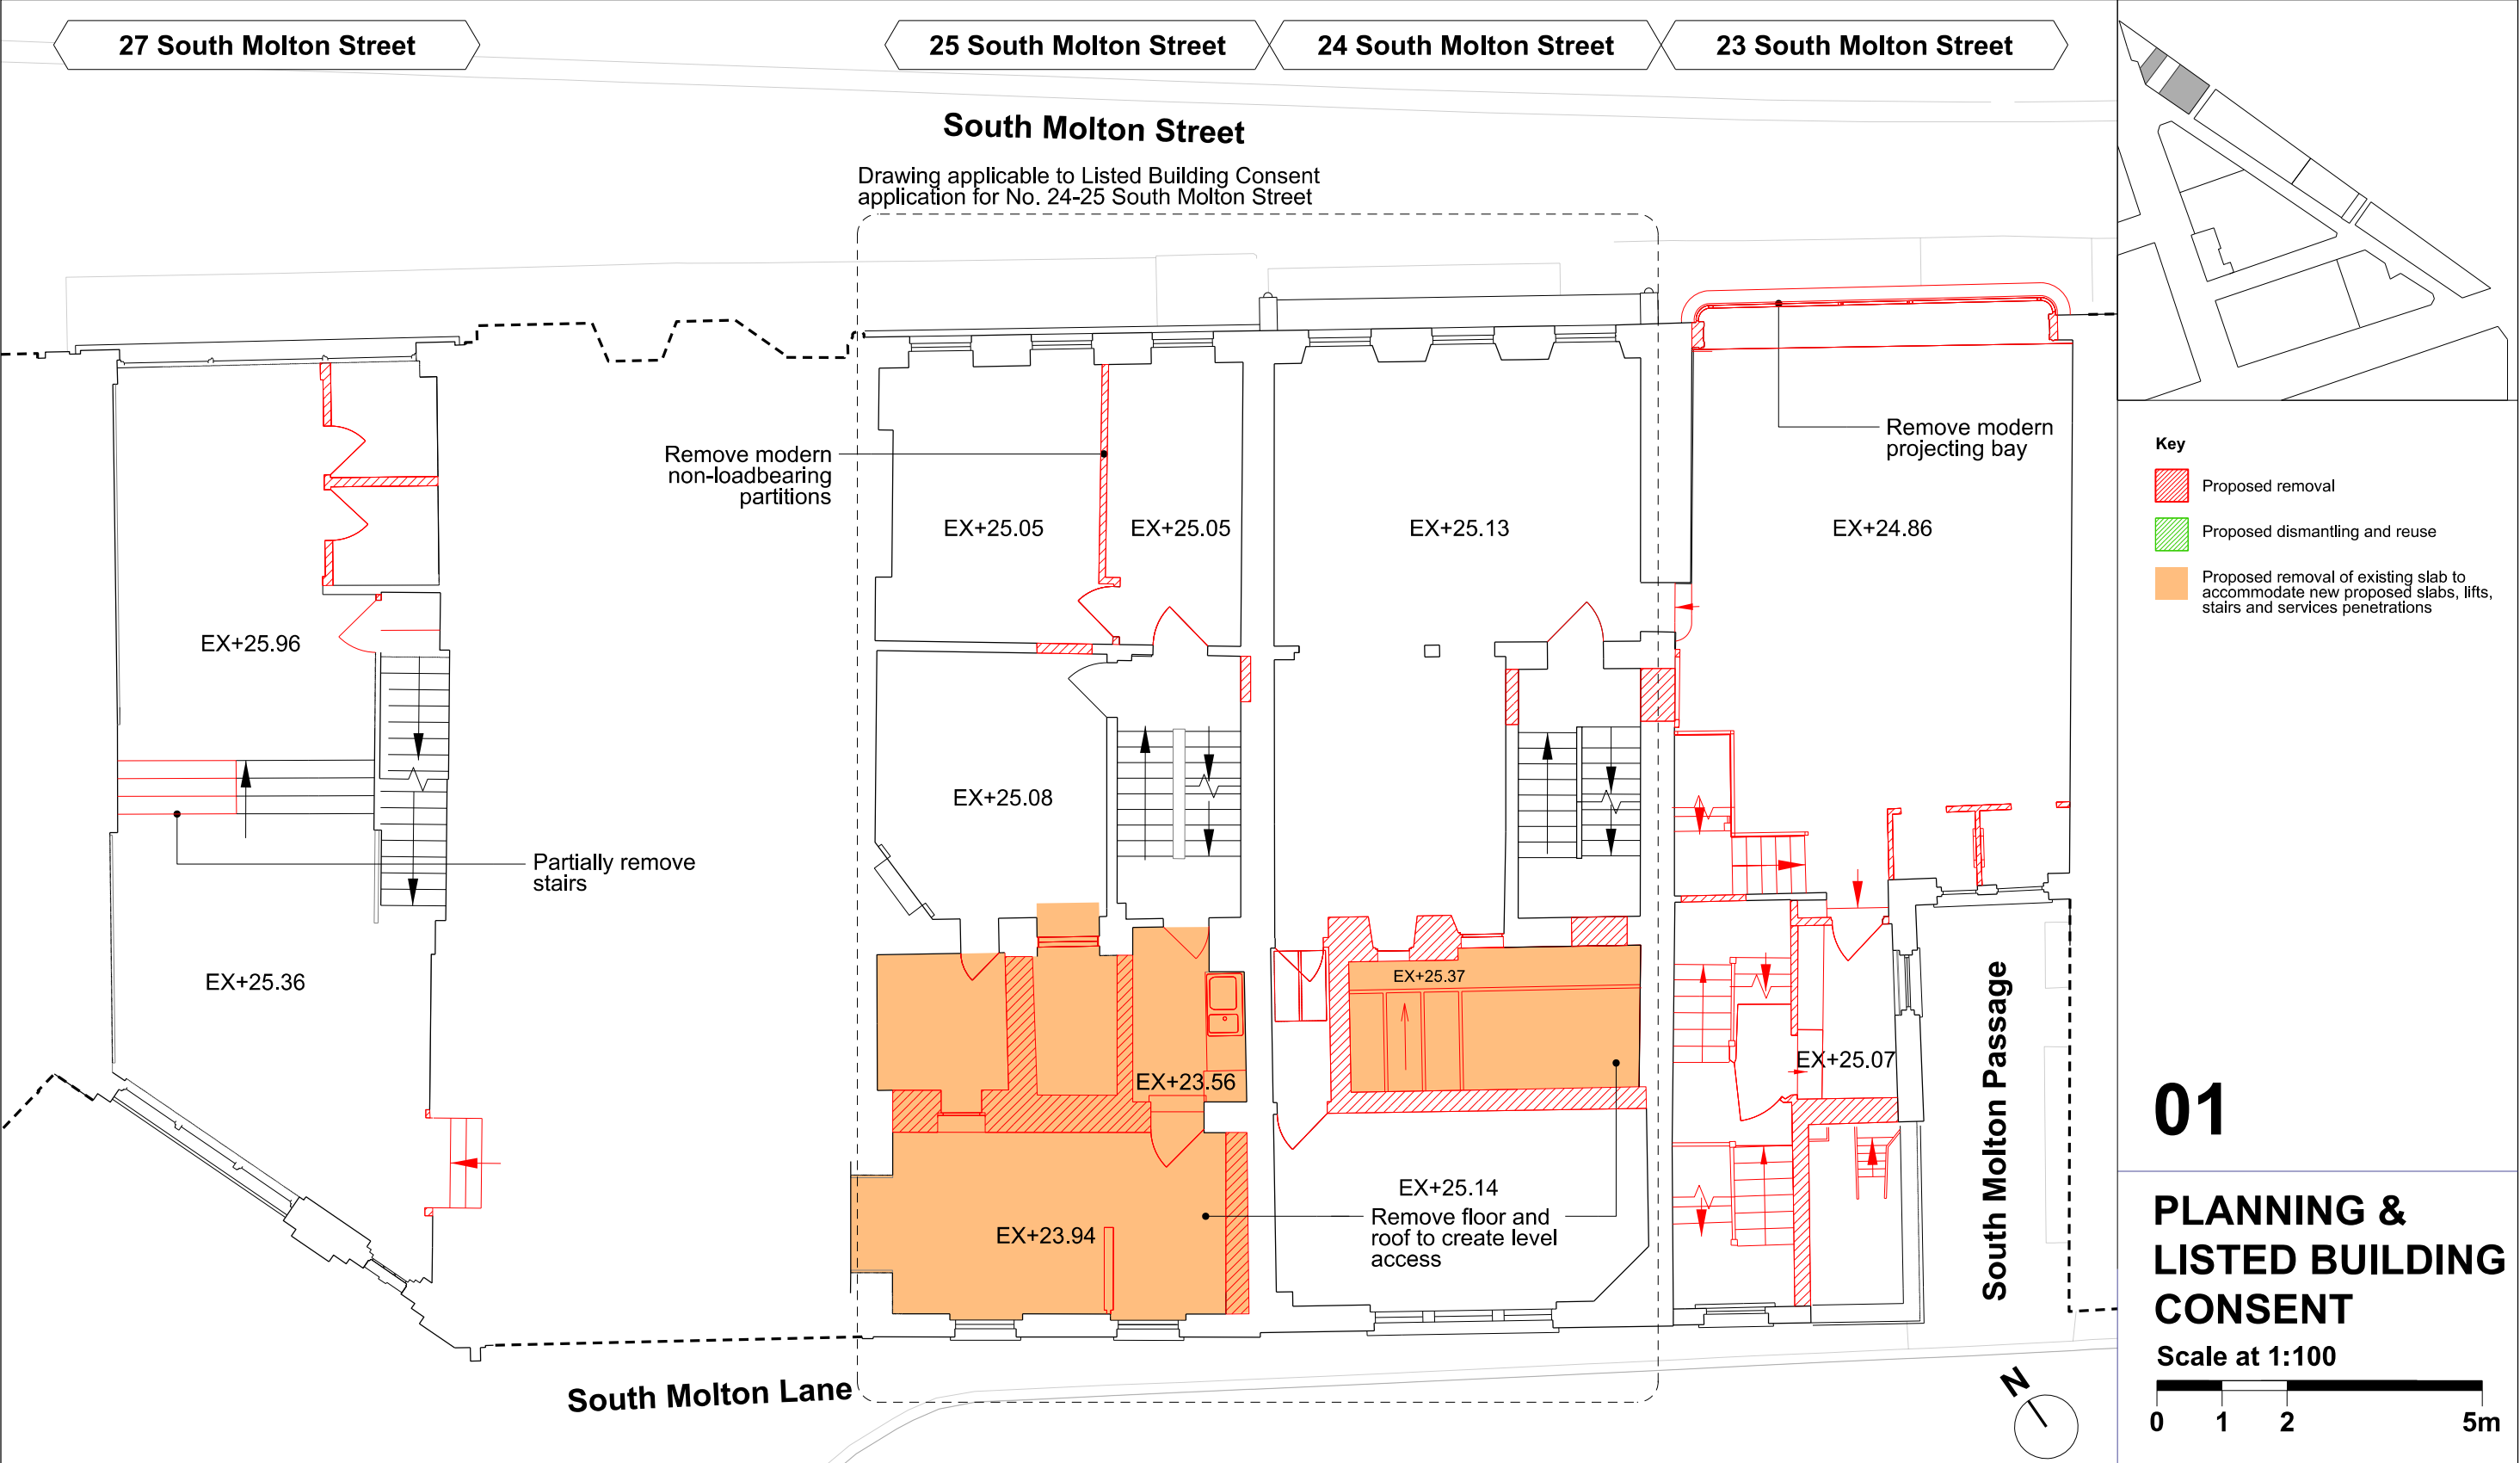 27 South Molton Street
25 South Molton Street
24 South Molton Street
23 South Molton Street
South Molton Street
Drawing applicable to Listed Building Consent
application for No. 24-25 South Molton Street
Remove modern
non-loadbearing
partitions
Remove modern
projecting bay
EX+25.05
EX+25.05
EX+25.13
EX+24.86
EX+25.96
EX+25.08
Partially remove
stairs
EX+25.36
EX+25.37
EX+23.56
EX+25.07
EX+25.14
EX+23.94
Remove floor and
roof to create level
access
South Molton Passage
South Molton Lane
N
Key
Proposed removal
Proposed dismantling and reuse
Proposed removal of existing slab to
accommodate new proposed slabs, lifts,
stairs and services penetrations
01
PLANNING &
LISTED BUILDING
CONSENT
Scale at 1:100
0 1 2 5m